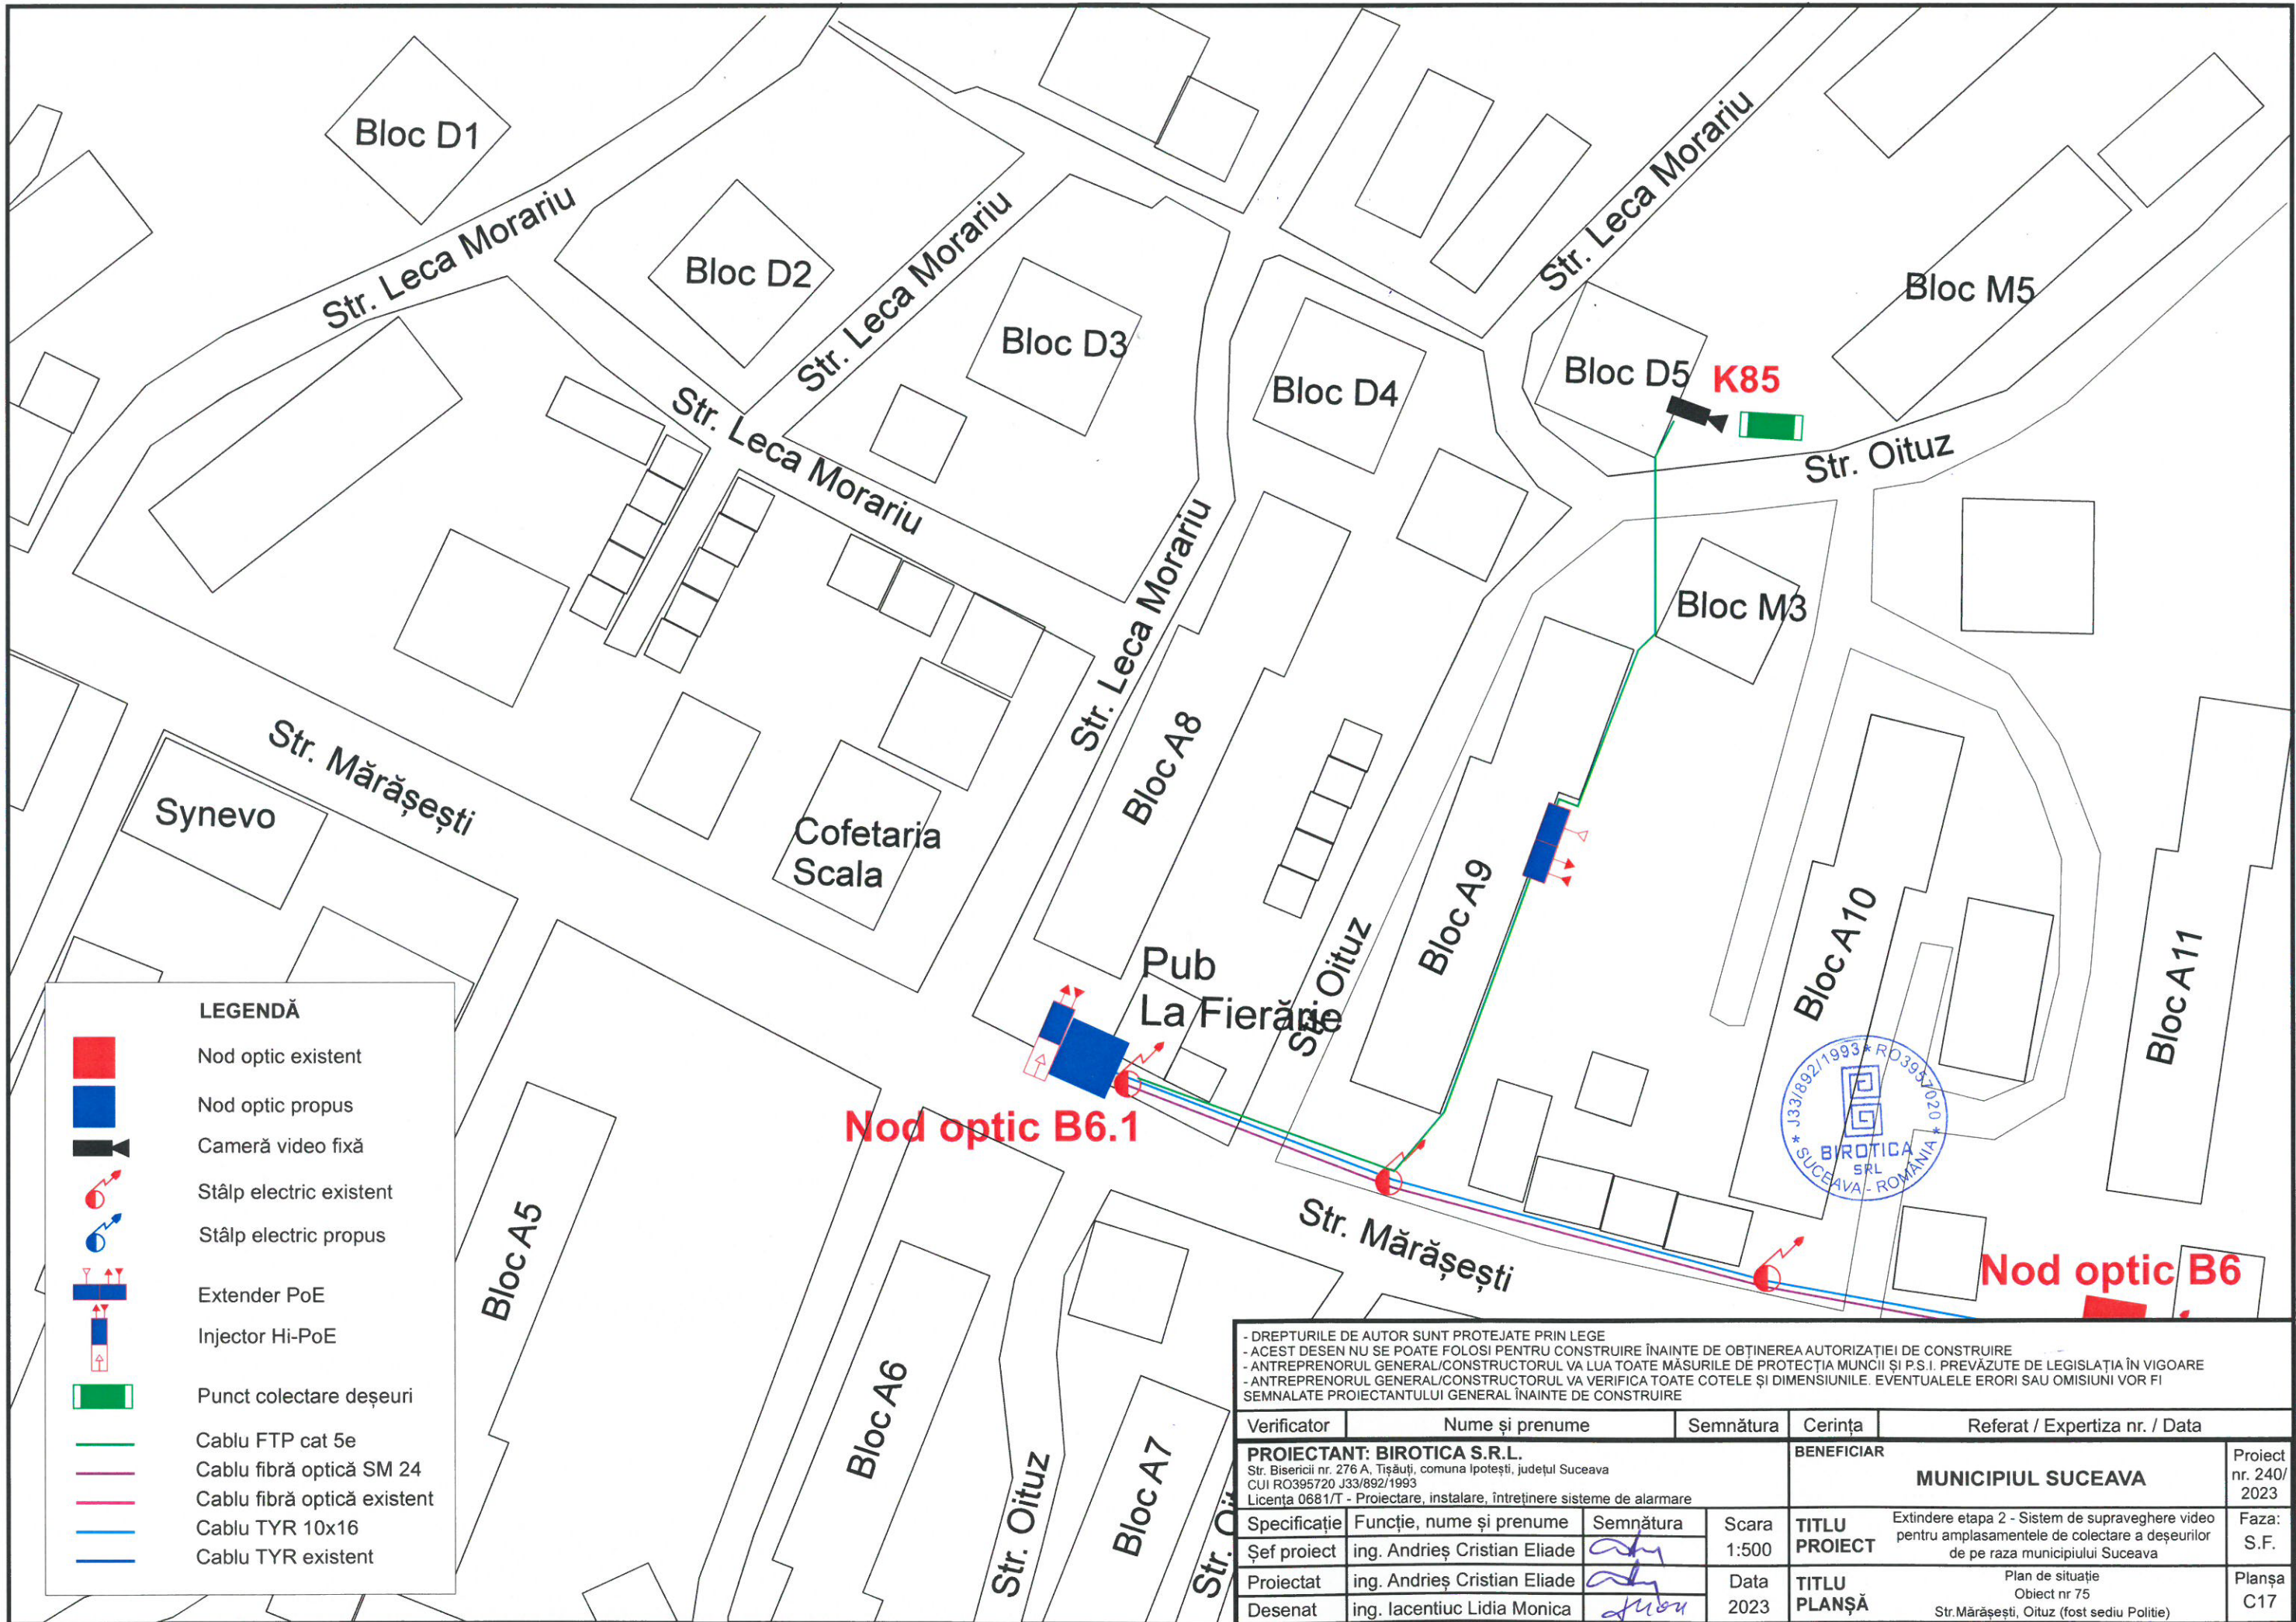 Bloc D1
Str. Leca Morariu
Bloc D2
Str. Leca Morariu
Bloc D3
Str. Leca Morariu
Bloc M5
Bloc D4
Bloc D5
K85
Str. Leca Morariu
Str. Oituz
Str. Leca Morariu
Bloc M3
Str. Mărășești
Synevo
Cofetaria
Scala
Bloc A8
Bloc A9
Bloc A10
Bloc A11
Pub
La Fierărie
Str. Oituz
Nod optic B6.1
Str. Mărășești
Nod optic B6
Bloc A5
Bloc A6
Str. Oituz
Bloc A7
Str. Oit
* J33/892/1993 * RO3957020 *
BIROTICA
SRL
SUCEAVA - ROMÂNIA
LEGENDĂ
Nod optic existent
Nod optic propus
Cameră video fixă
Stâlp electric existent
Stâlp electric propus
Extender PoE
Injector Hi-PoE
Punct colectare deșeuri
Cablu FTP cat 5e
Cablu fibră optică SM 24
Cablu fibră optică existent
Cablu TYR 10x16
Cablu TYR existent
- DREPTURILE DE AUTOR SUNT PROTEJATE PRIN LEGE
- ACEST DESEN NU SE POATE FOLOSI PENTRU CONSTRUIRE ÎNAINTE DE OBȚINEREA AUTORIZAȚIEI DE CONSTRUIRE
- ANTREPRENORUL GENERAL/CONSTRUCTORUL VA LUA TOATE MĂSURILE DE PROTECȚIA MUNCII ȘI P.S.I. PREVĂZUTE DE LEGISLAȚIA ÎN VIGOARE
- ANTREPRENORUL GENERAL/CONSTRUCTORUL VA VERIFICA TOATE COTELE ȘI DIMENSIUNILE. EVENTUALELE ERORI SAU OMISIUNI VOR FI
SEMNALATE PROIECTANTULUI GENERAL ÎNAINTE DE CONSTRUIRE
Verificator Nume și prenume Semnătura Cerința Referat / Expertiza nr. / Data
PROIECTANT: BIROTICA S.R.L.
Str. Bisericii nr. 276 A, Tișăuți, comuna Ipotești, județul Suceava
CUI RO395720 J33/892/1993
Licența 0681/T - Proiectare, instalare, întreținere sisteme de alarmare
BENEFICIAR
MUNICIPIUL SUCEAVA
Proiect
nr. 240/
2023
Specificație Funcție, nume și prenume Semnătura
Șef proiect ing. Andrieș Cristian Eliade
Proiectat ing. Andrieș Cristian Eliade
Desenat ing. Iacentiuc Lidia Monica
Scara
1:500
Data
2023
TITLU
PROIECT
Extindere etapa 2 - Sistem de supraveghere video
pentru amplasamentele de colectare a deșeurilor
de pe raza municipiului Suceava
Faza:
S.F.
TITLU
PLANȘĂ
Plan de situație
Obiect nr 75
Str.Mărășești, Oituz (fost sediu Politie)
Planșa
C17